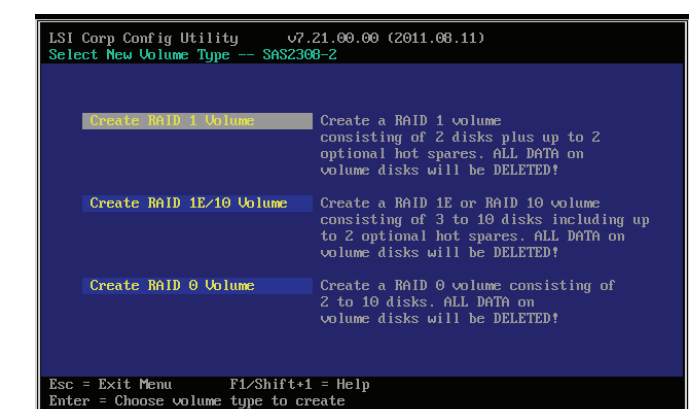 LSI Corp Config Utility v7.21.00.00 (2011.08.11)
Select New Volume Type -- SAS2308-2
Create RAID 1 Volume Create a RAID 1 volume
consisting of 2 disks plus up to 2
optional hot spares. ALL DATA on
volume disks will be DELETED!
Create RAID 1E/10 Volume Create a RAID 1E or RAID 10 volume
consisting of 3 to 10 disks including up
to 2 optional hot spares. ALL DATA on
volume disks will be DELETED!
Create RAID 0 Volume Create a RAID 0 volume consisting of
2 to 10 disks. ALL DATA on
volume disks will be DELETED!
Esc = Exit Menu F1/Shift+1 = Help
Enter = Choose volume type to create